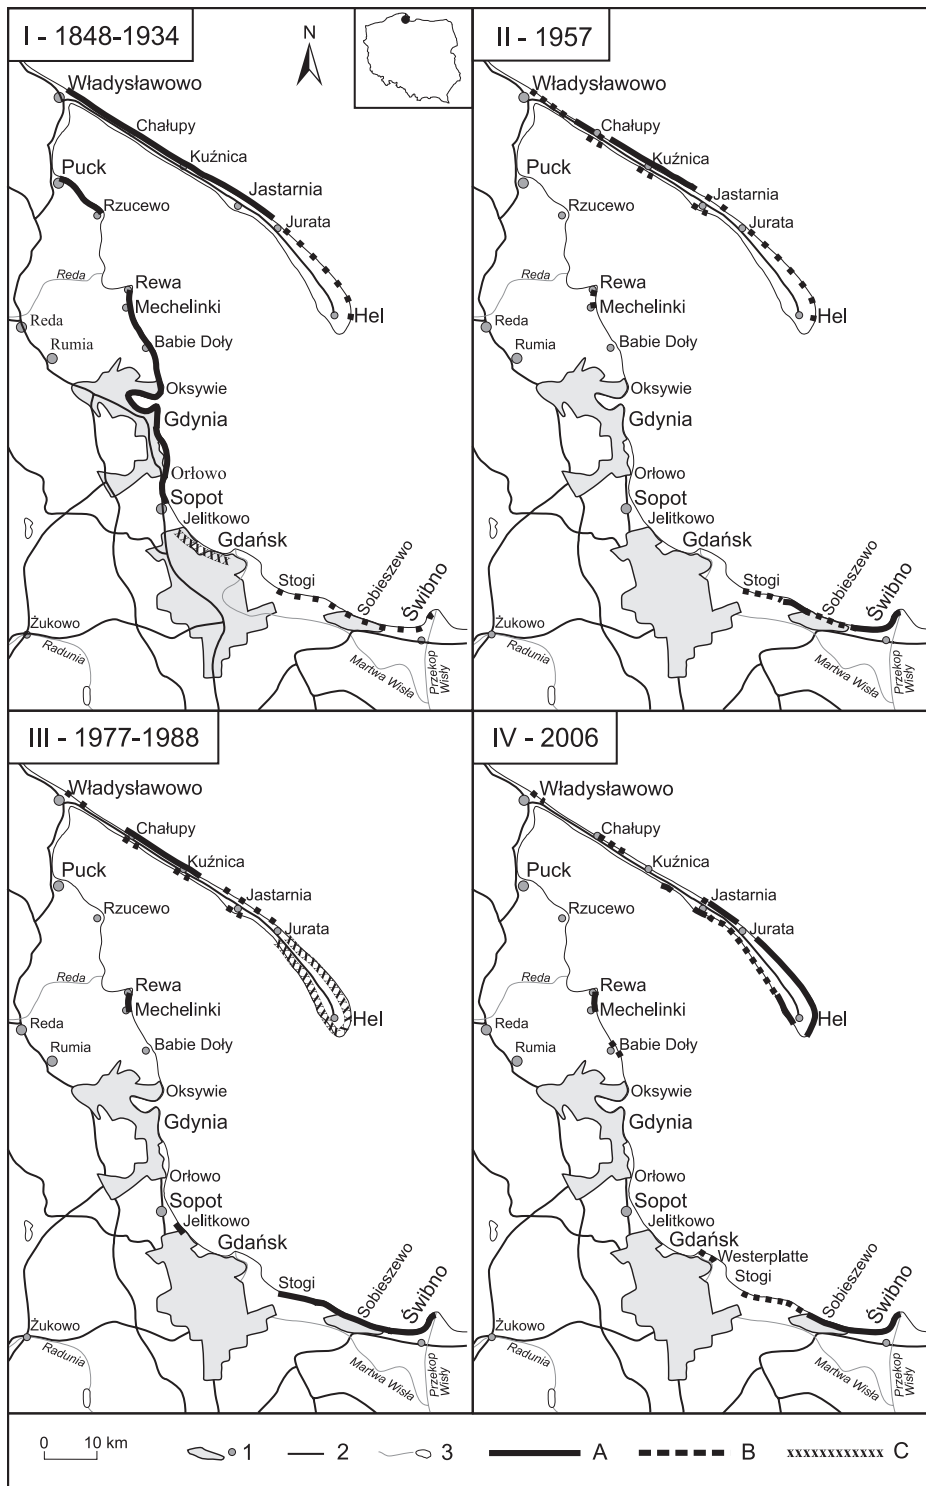 I - 1848-1934
N
Władysławowo
Chałupy
Kuźnica
Puck
Jastarnia
Rzucewo
Jurata
Reda
Rewa
Mechelinki
Hel
Reda
Rumia
Babie Doły
Oksywie
Gdynia
Orłowo
Sopot
Jelitkowo
Gdańsk
Stogi
Sobieszewo
Świbno
Żukowo
Radunia
Martwa Wisła
Przekop
Wisły
II - 1957
Władysławowo
Chałupy
Kuźnica
Puck
Jastarnia
Rzucewo
Jurata
Reda
Rewa
Mechelinki
Hel
Reda
Rumia
Babie Doły
Oksywie
Gdynia
Orłowo
Sopot
Jelitkowo
Gdańsk
Stogi
Sobieszewo
Świbno
Żukowo
Radunia
Martwa Wisła
Przekop
Wisły
III - 1977-1988
Władysławowo
Chałupy
Kuźnica
Puck
Jastarnia
Rzucewo
Jurata
Reda
Rewa
Mechelinki
Hel
Reda
Rumia
Babie Doły
Oksywie
Gdynia
Orłowo
Sopot
Jelitkowo
Gdańsk
Stogi
Sobieszewo
Świbno
Żukowo
Radunia
Martwa Wisła
Przekop
Wisły
IV - 2006
Władysławowo
Chałupy
Kuźnica
Puck
Jastarnia
Rzucewo
Jurata
Reda
Rewa
Mechelinki
Hel
Reda
Rumia
Babie Doły
Oksywie
Gdynia
Orłowo
Sopot
Jelitkowo
Gdańsk
Westerplatte
Stogi
Sobieszewo
Świbno
Żukowo
Radunia
Martwa Wisła
Przekop
Wisły
0 10 km 1 2 3 A B C